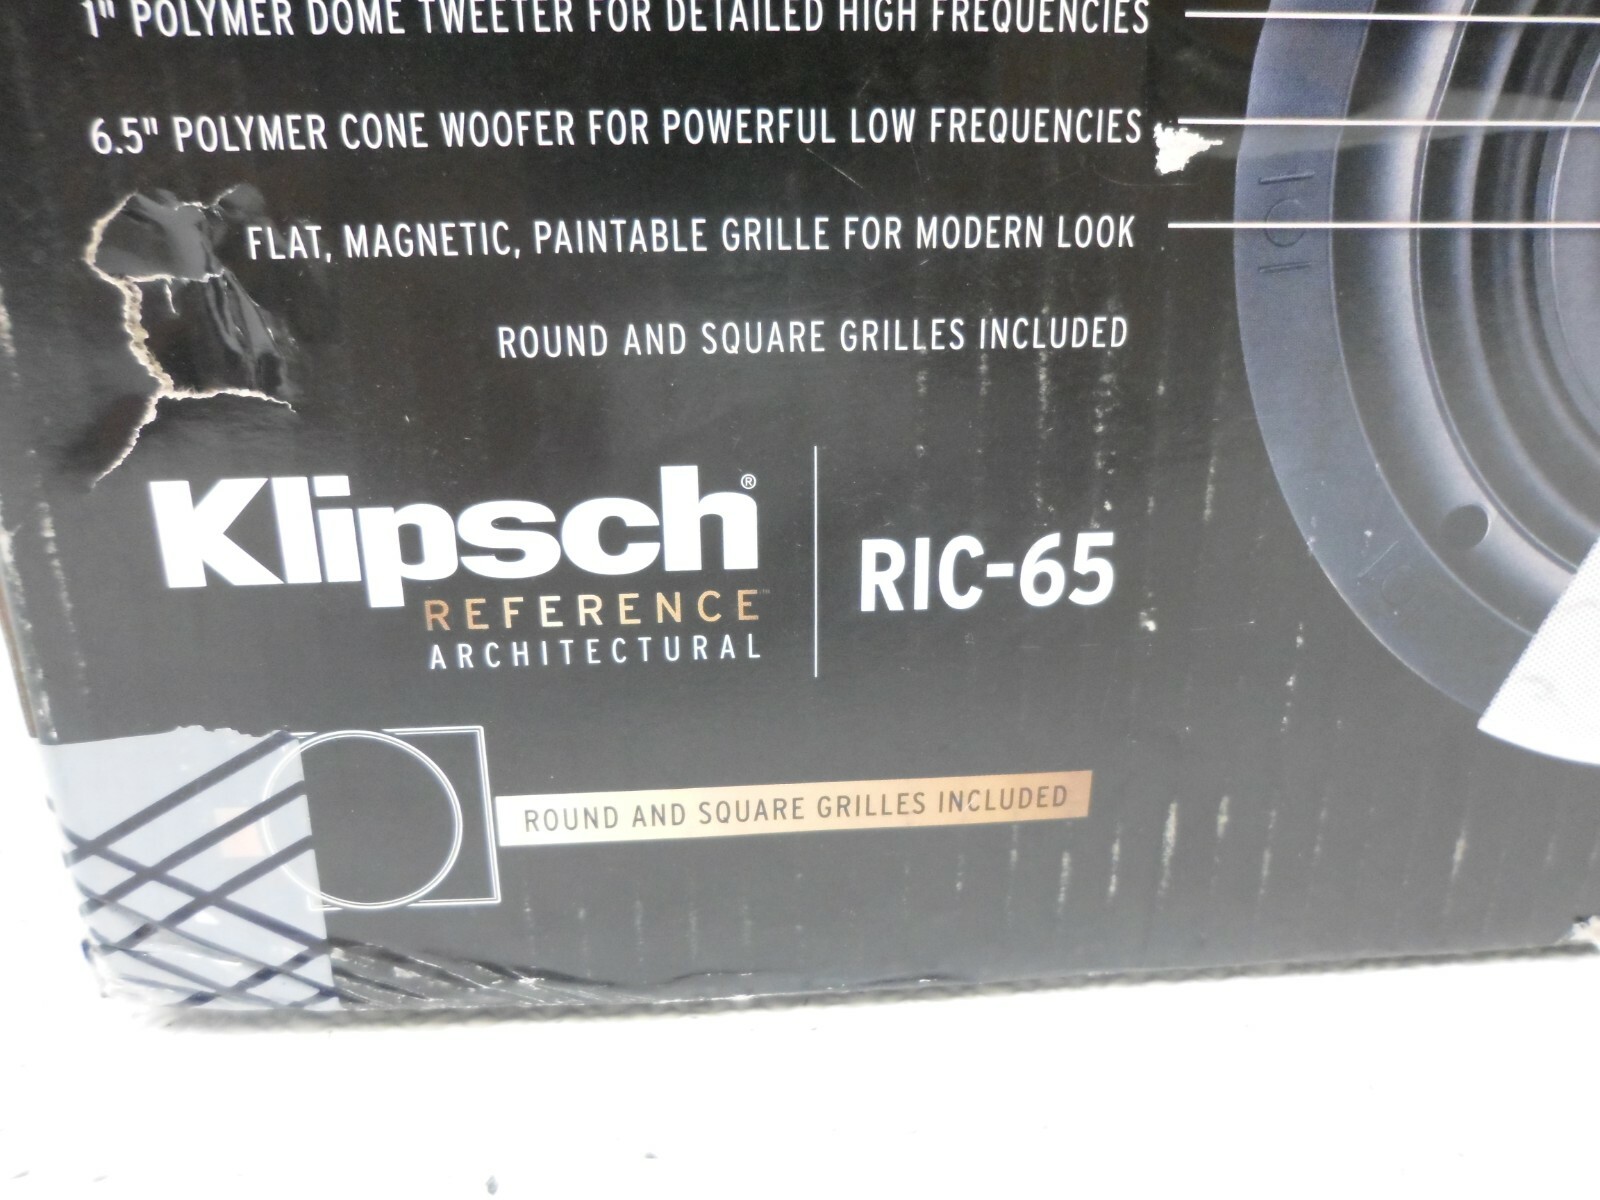 1" POLYMER DOME TWEETER FOR DETAILED HIGH FREQUENCIES
6.5" POLYMER CONE WOOFER FOR POWERFUL LOW FREQUENCIES
FLAT, MAGNETIC, PAINTABLE GRILLE FOR MODERN LOOK
ROUND AND SQUARE GRILLES INCLUDED
Klipsch®
REFERENCE™
ARCHITECTURAL
RIC-65
ROUND AND SQUARE GRILLES INCLUDED